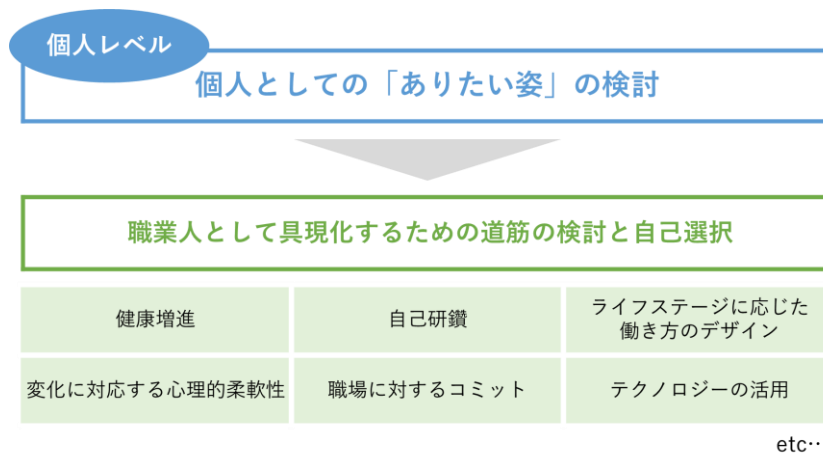 個人レベル
個人としての「ありたい姿」の検討
職業人として具現化するための道筋の検討と自己選択
健康増進
自己研鑽
ライフステージに応じた
働き方のデザイン
変化に対応する心理的柔軟性
職場に対するコミット
テクノロジーの活用
etc…